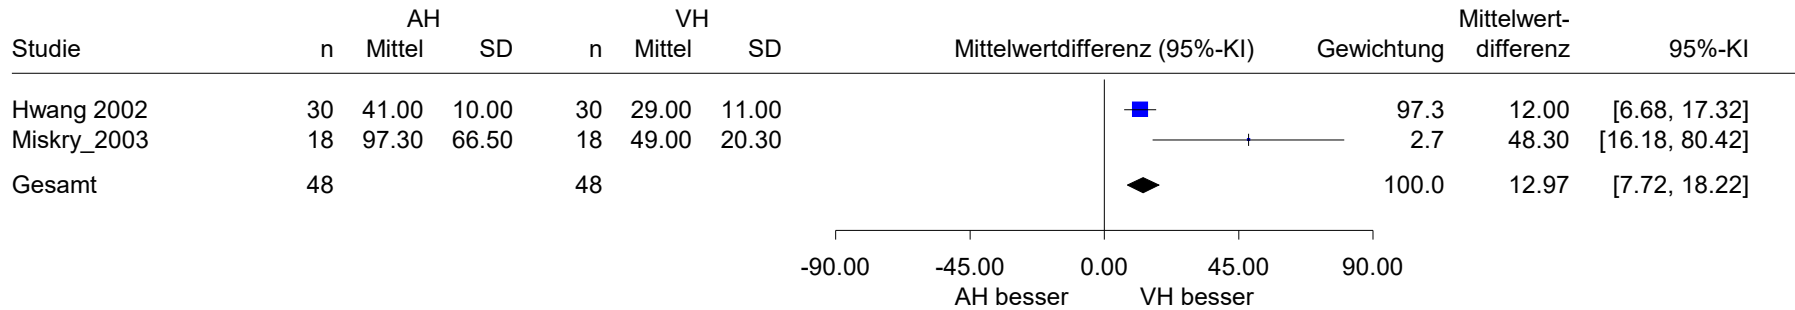 AH VH Mittelwert-
Studie n Mittel SD n Mittel SD Mittelwertdifferenz (95%-KI) Gewichtung differenz 95%-KI
Hwang 2002 30 41.00 10.00 30 29.00 11.00 97.3 12.00 [6.68, 17.32]
Miskry_2003 18 97.30 66.50 18 49.00 20.30 2.7 48.30 [16.18, 80.42]
Gesamt 48 48 100.0 12.97 [7.72, 18.22]
-90.00 -45.00 0.00 45.00 90.00
AH besser VH besser